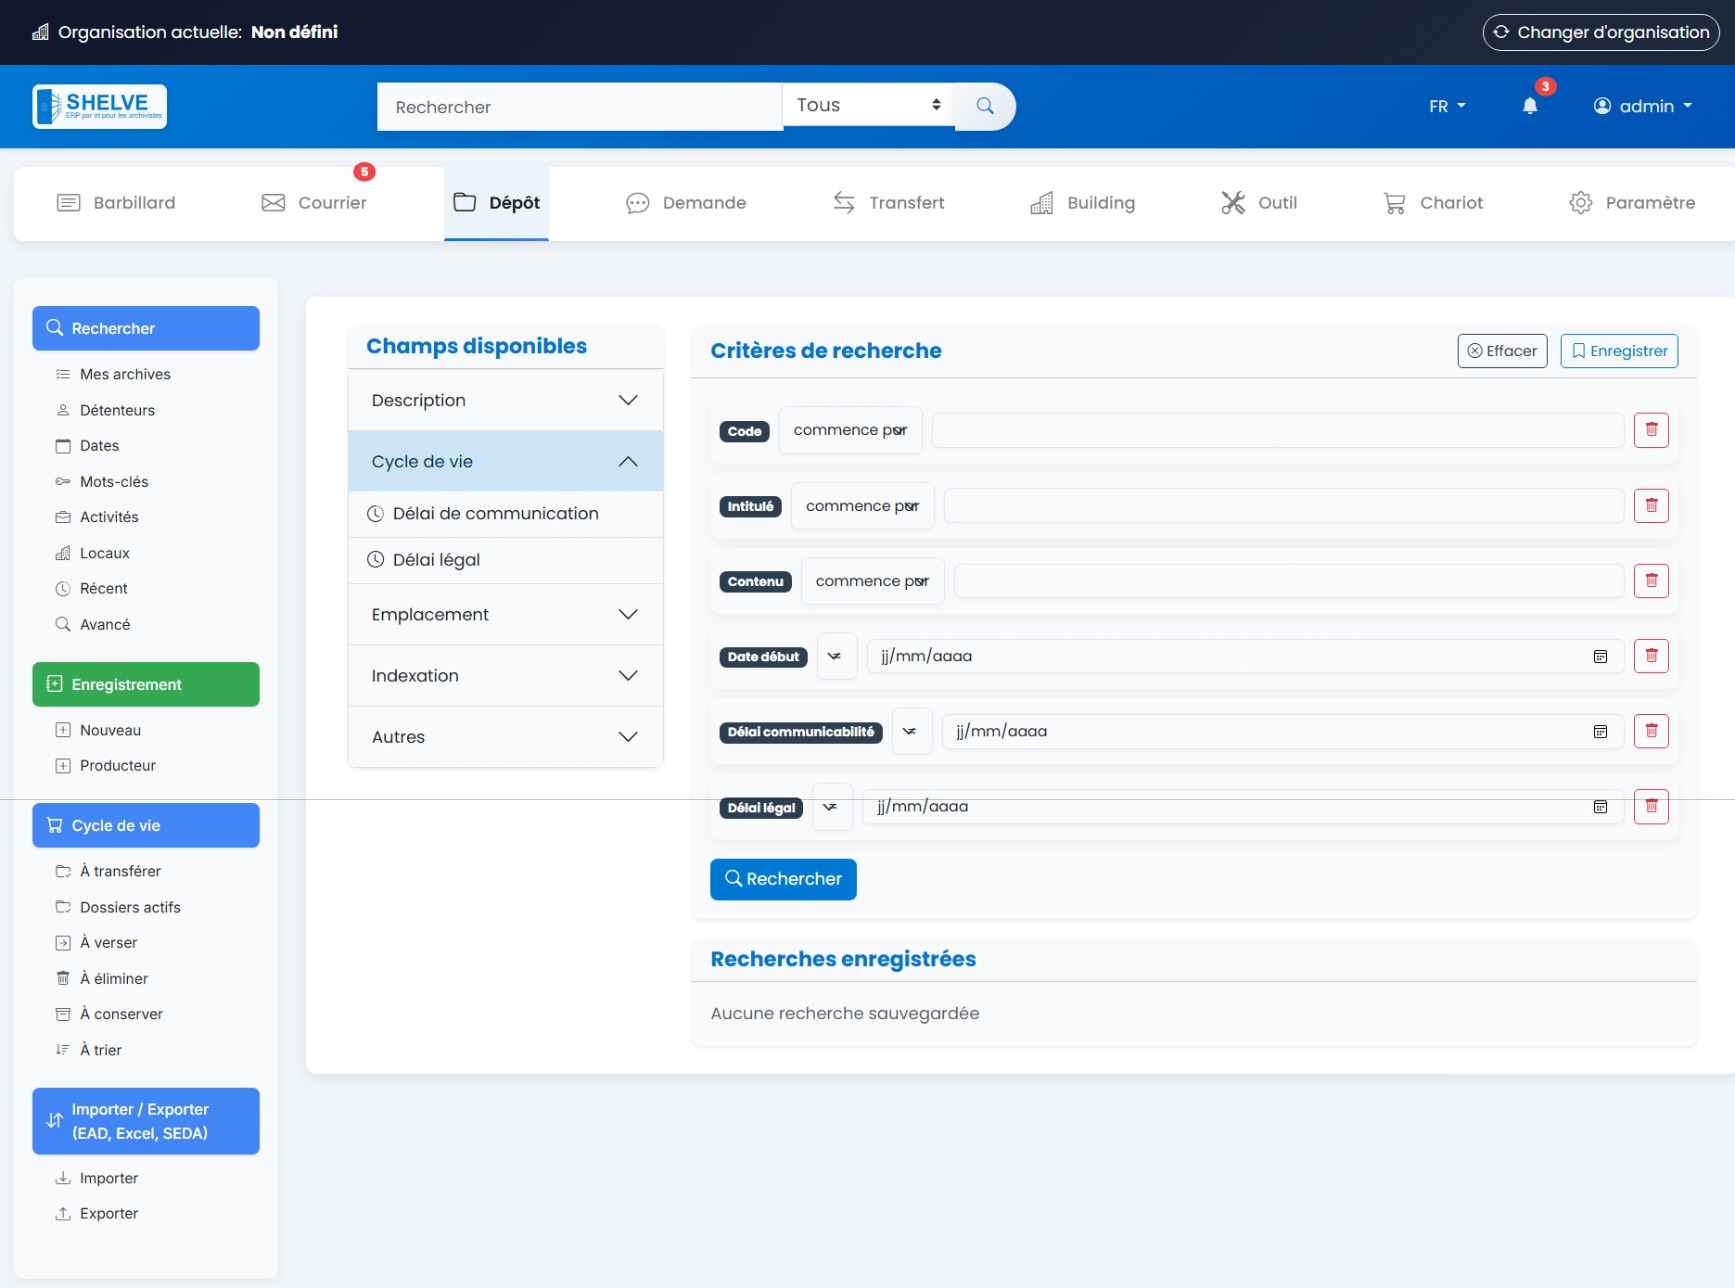 Organisation actuelle: Non défini
Changer d'organisation
SHELVE
ERP par et pour les archivistes
Rechercher
Tous
FR
3
admin
Barbillard
Courrier
5
Dépôt
Demande
Transfert
Building
Outil
Chariot
Paramètre
Rechercher
Mes archives
Détenteurs
Dates
Mots-clés
Activités
Locaux
Récent
Avancé
Enregistrement
Nouveau
Producteur
Cycle de vie
À transférer
Dossiers actifs
À verser
À éliminer
À conserver
À trier
Importer / Exporter
(EAD, Excel, SEDA)
Importer
Exporter
Champs disponibles
Description
Cycle de vie
Délai de communication
Délai légal
Emplacement
Indexation
Autres
Critères de recherche
Effacer
Enregistrer
Code
commence par
Intitulé
commence par
Contenu
commence par
Date début
jj/mm/aaaa
Délai communicabilité
jj/mm/aaaa
Délai légal
jj/mm/aaaa
Rechercher
Recherches enregistrées
Aucune recherche sauvegardée